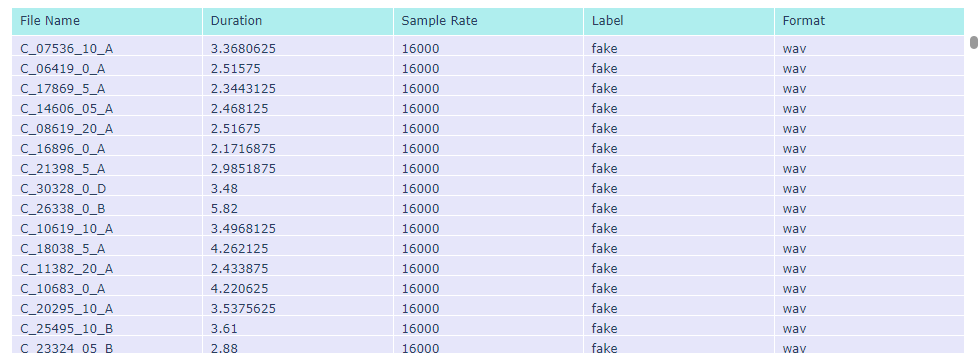 File Name Duration Sample Rate Label Format
C_07536_10_A 3.3680625 16000 fake wav
C_06419_0_A 2.51575 16000 fake wav
C_17869_5_A 2.3443125 16000 fake wav
C_14606_05_A 2.468125 16000 fake wav
C_08619_20_A 2.51675 16000 fake wav
C_16896_0_A 2.1716875 16000 fake wav
C_21398_5_A 2.9851875 16000 fake wav
C_30328_0_D 3.48 16000 fake wav
C_26338_0_B 5.82 16000 fake wav
C_10619_10_A 3.4968125 16000 fake wav
C_18038_5_A 4.262125 16000 fake wav
C_11382_20_A 2.433875 16000 fake wav
C_10683_0_A 4.220625 16000 fake wav
C_20295_10_A 3.5375625 16000 fake wav
C_25495_10_B 3.61 16000 fake wav
C_23324_05_B 2.88 16000 fake wav